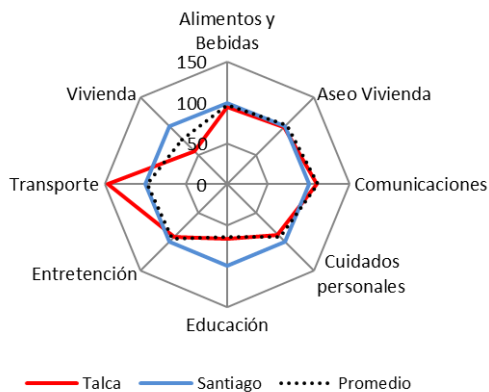 Alimentos y
Bebidas
150
Vivienda
Aseo Vivienda
100
50
Transporte
0
Comunicaciones
Entretención
Cuidados
personales
Educación
Talca
Santiago
Promedio